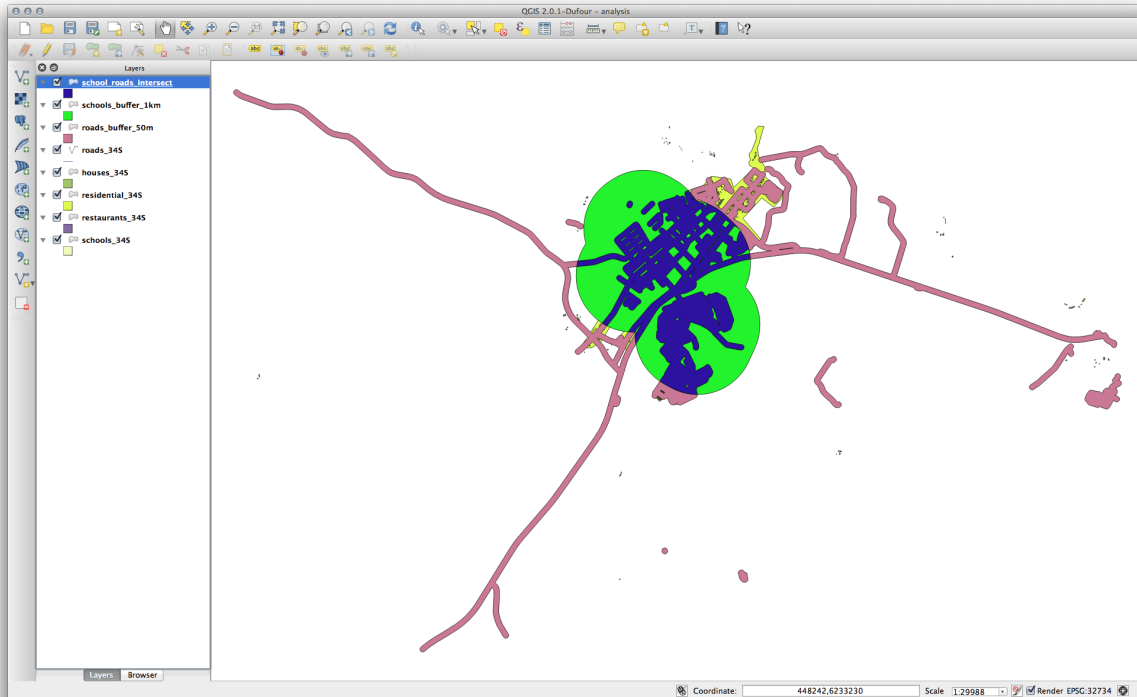 QGIS 2.0.1-Dufour - analysis
Layers
school_roads_intersect
schools_buffer_1km
roads_buffer_50m
roads_34S
houses_34S
residential_34S
restaurants_34S
schools_34S
Layers Browser
Coordinate: 448242,6233230 Scale 1:29988 Render EPSG:32734